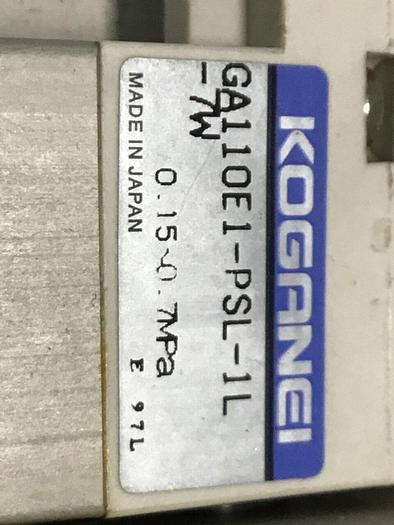 KOGANEI
GA110E1-PSL-1L
-7W
0.15~0.7MPa
MADE IN JAPAN E 97L